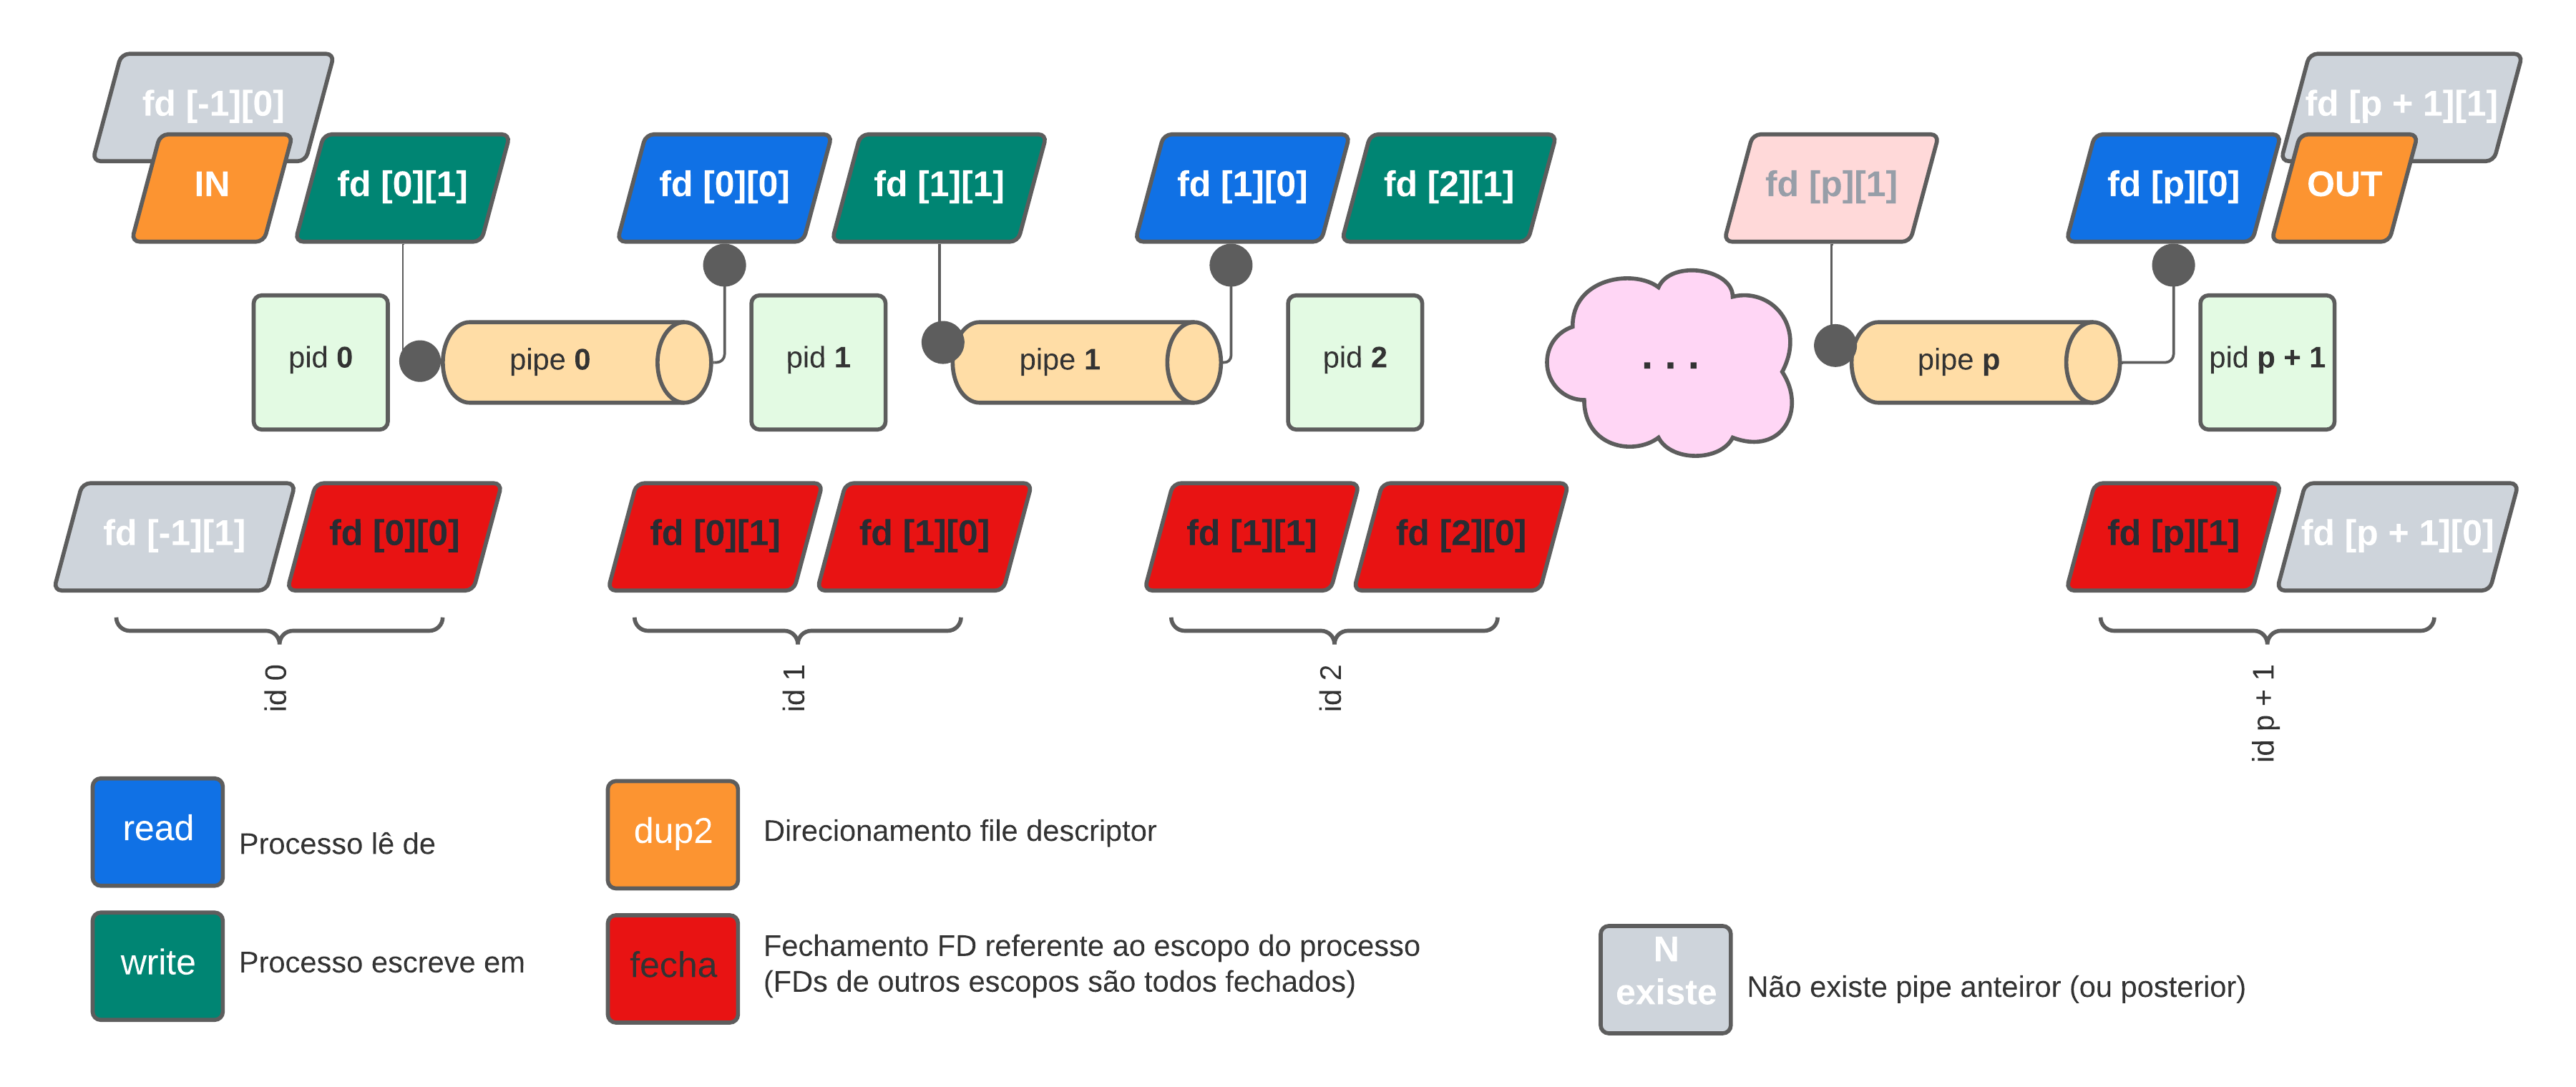 fd [-1][0]
fd [p + 1][1]
IN
fd [0][1]
fd [0][0]
fd [1][1]
fd [1][0]
fd [2][1]
fd [p][1]
fd [p][0]
OUT
pid 0
pipe 0
pid 1
pipe 1
pid 2
. . .
pipe p
pid p + 1
fd [-1][1]
fd [0][0]
fd [0][1]
fd [1][0]
fd [1][1]
fd [2][0]
fd [p][1]
fd [p + 1][0]
id 0
id 1
id 2
id p + 1
read
Processo lê de
dup2
Direcionamento file descriptor
write
Processo escreve em
fecha
Fechamento FD referente ao escopo do processo
(FDs de outros escopos são todos fechados)
N
existe
Não existe pipe anteiror (ou posterior)